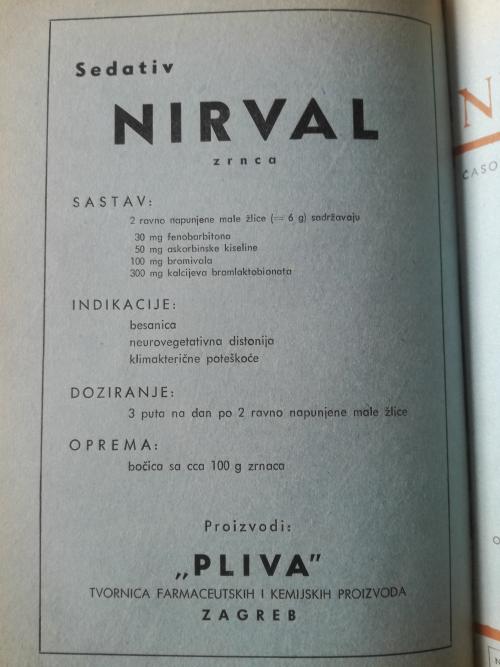 Sedativ
NIRVAL
zrnca
SASTAV:
2 ravno napunjene male žlice (= 6 g) sadržavaju
30 mg fenobarbitona
50 mg askorbinske kiseline
100 mg bromivala
300 mg kalcijeva bromlaktobionata
INDIKACIJE:
besanica
neurovegetativna distonija
klimakterične poteškoće
DOZIRANJE:
3 puta na dan po 2 ravno napunjene male žlice
OPREMA:
bočica sa cca 100 g zrnaca
Proizvodi:
„PLIVA"
TVORNICA FARMACEUTSKIH I KEMIJSKIH PROIZVODA
ZAGREB
N
ČASO
O
N